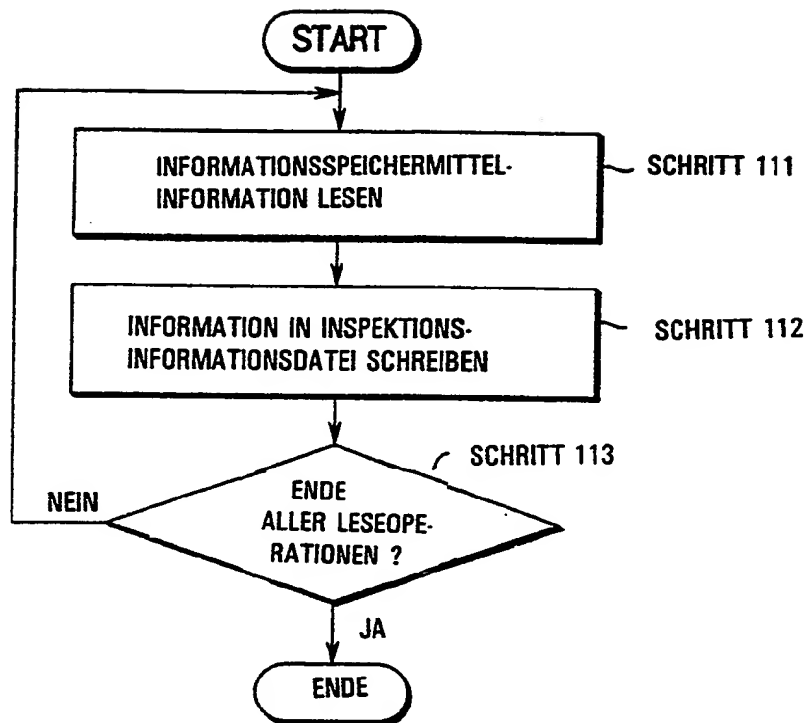 START
INFORMATIONSSPEICHERMITTEL-
INFORMATION LESEN
SCHRITT 111
INFORMATION IN INSPEKTIONS-
INFORMATIONSDATEI SCHREIBEN
SCHRITT 112
SCHRITT 113
NEIN
ENDE
ALLER LESEOPE-
RATIONEN ?
JA
ENDE